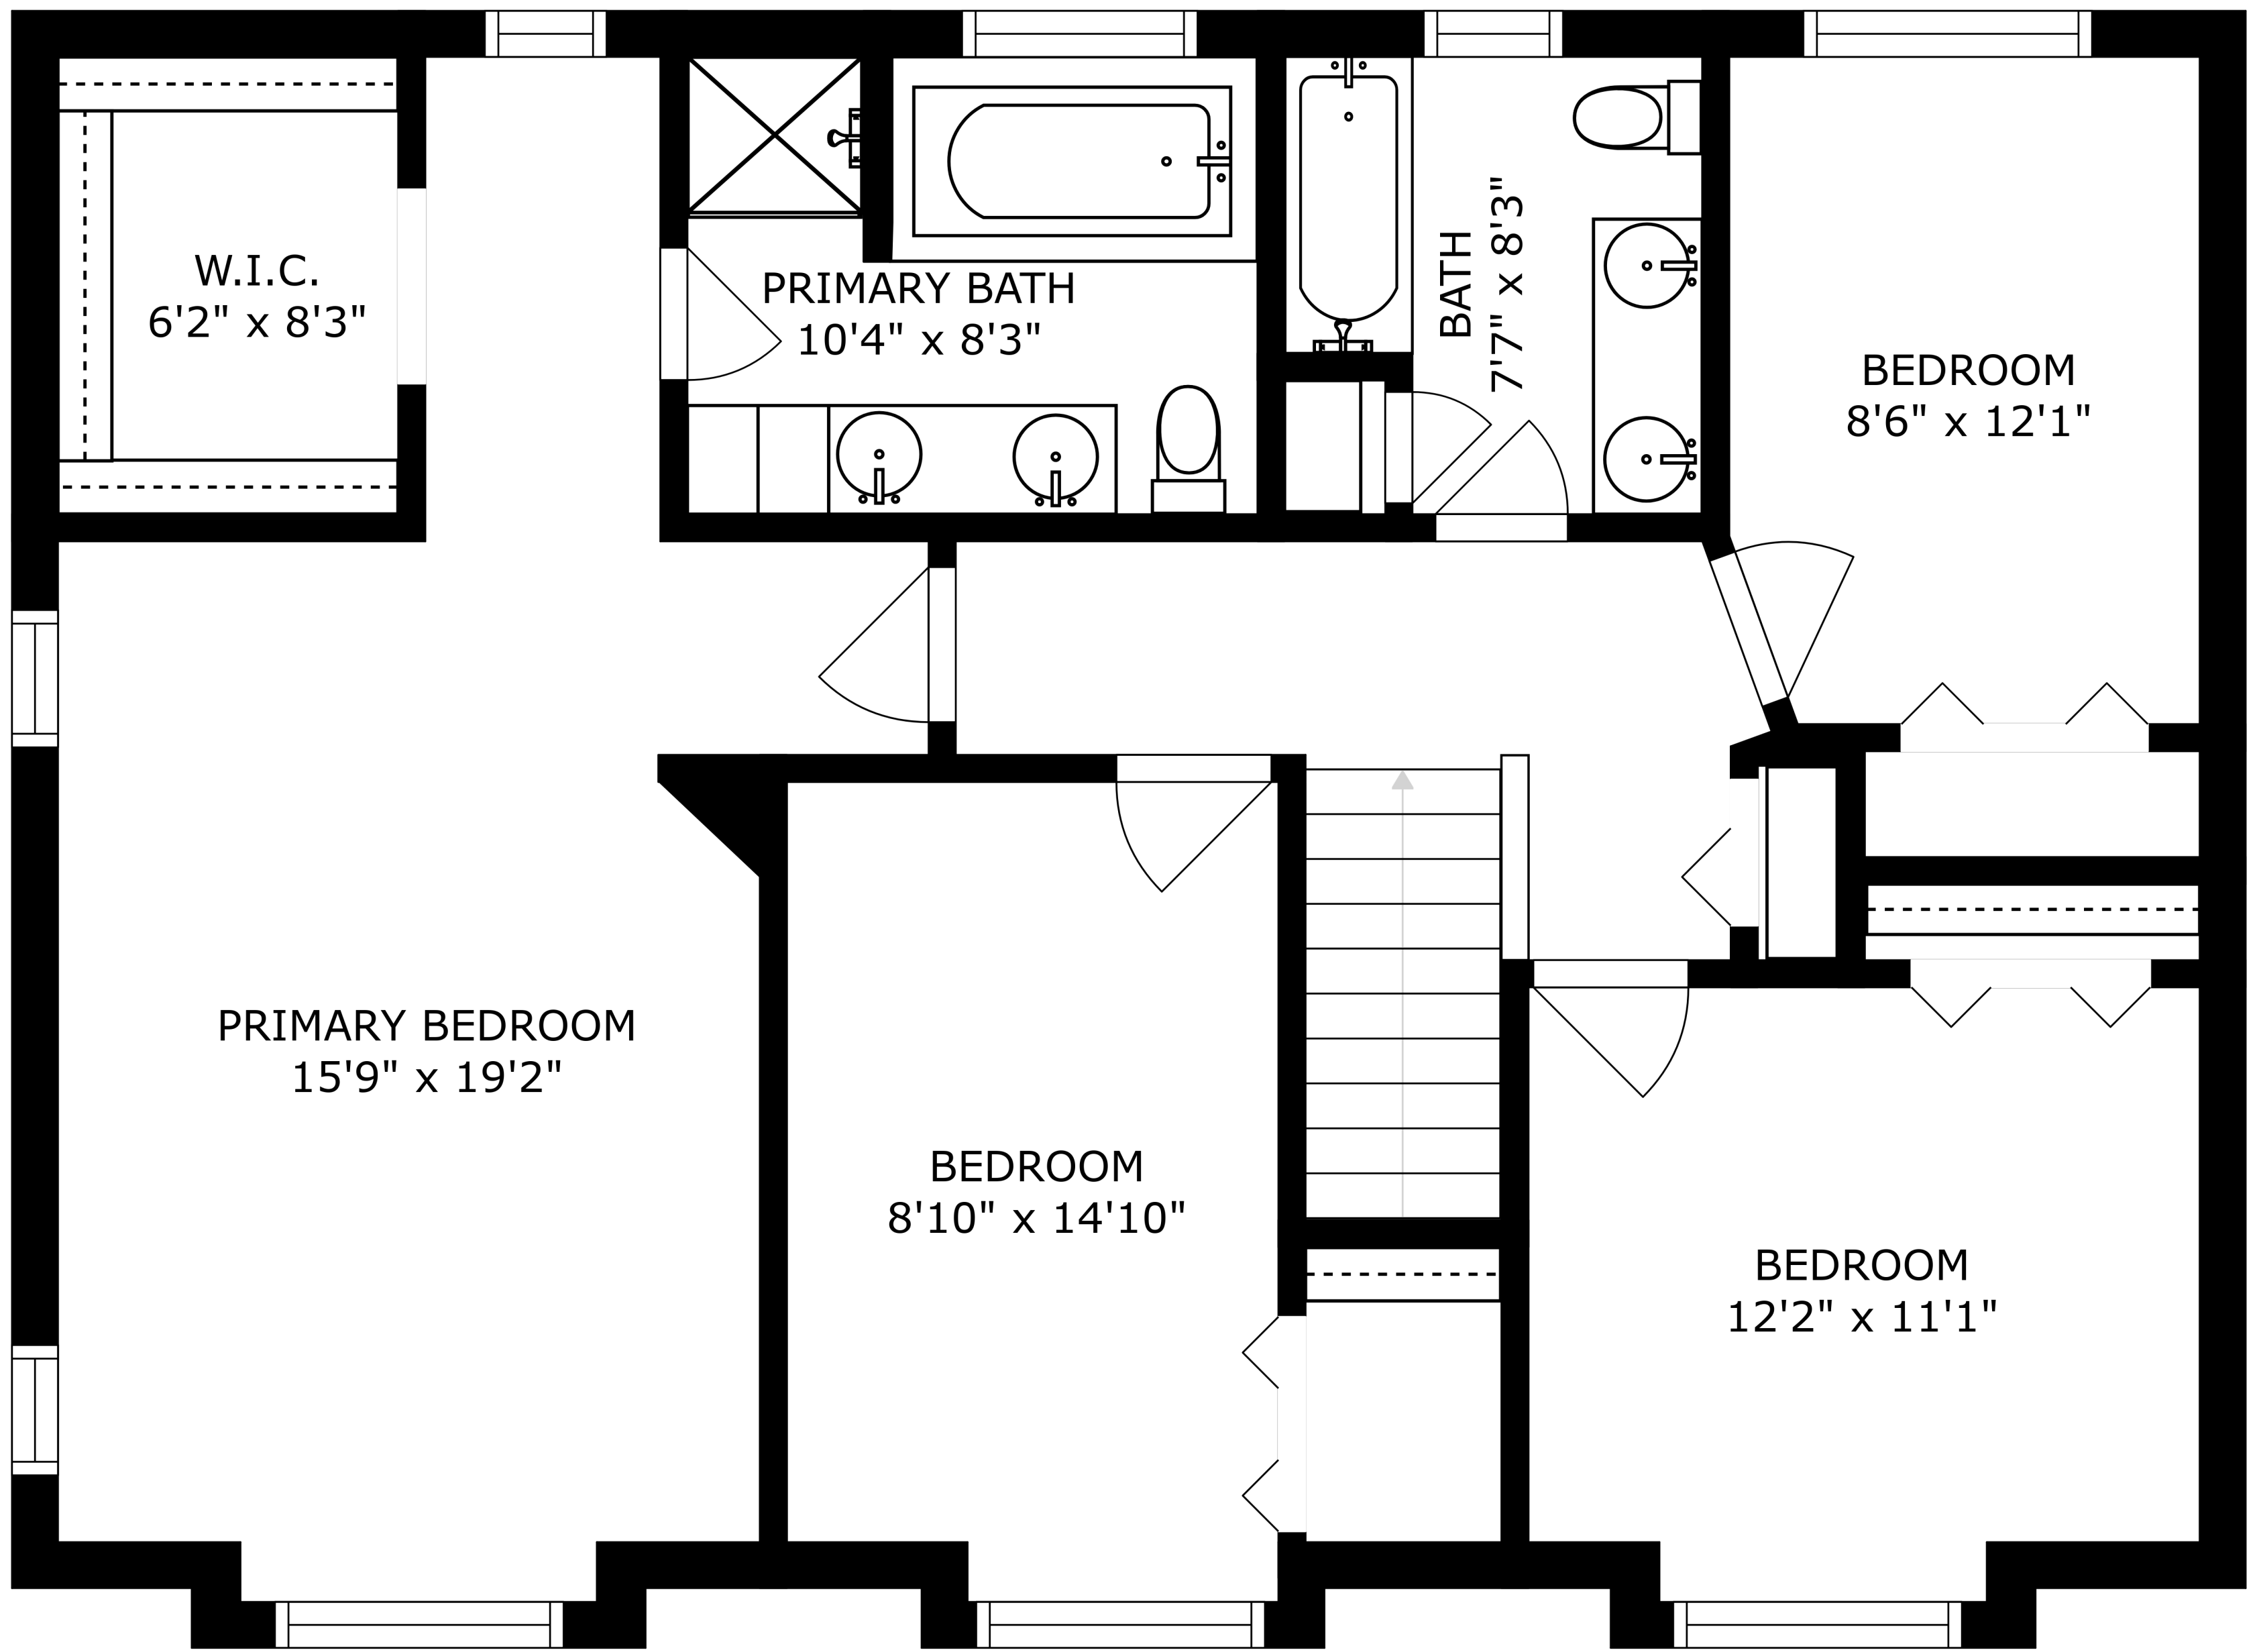 W.I.C.
6'2" x 8'3"
PRIMARY BATH
10'4" x 8'3"
BATH
7'7" x 8'3"
BEDROOM
8'6" x 12'1"
PRIMARY BEDROOM
15'9" x 19'2"
BEDROOM
8'10" x 14'10"
BEDROOM
12'2" x 11'1"